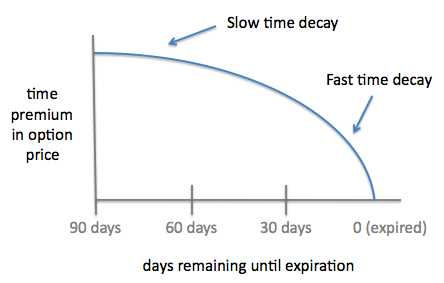 Slow time decay
Fast time decay
time
premium
in option
price
90 days
60 days
30 days
0 (expired)
days remaining until expiration